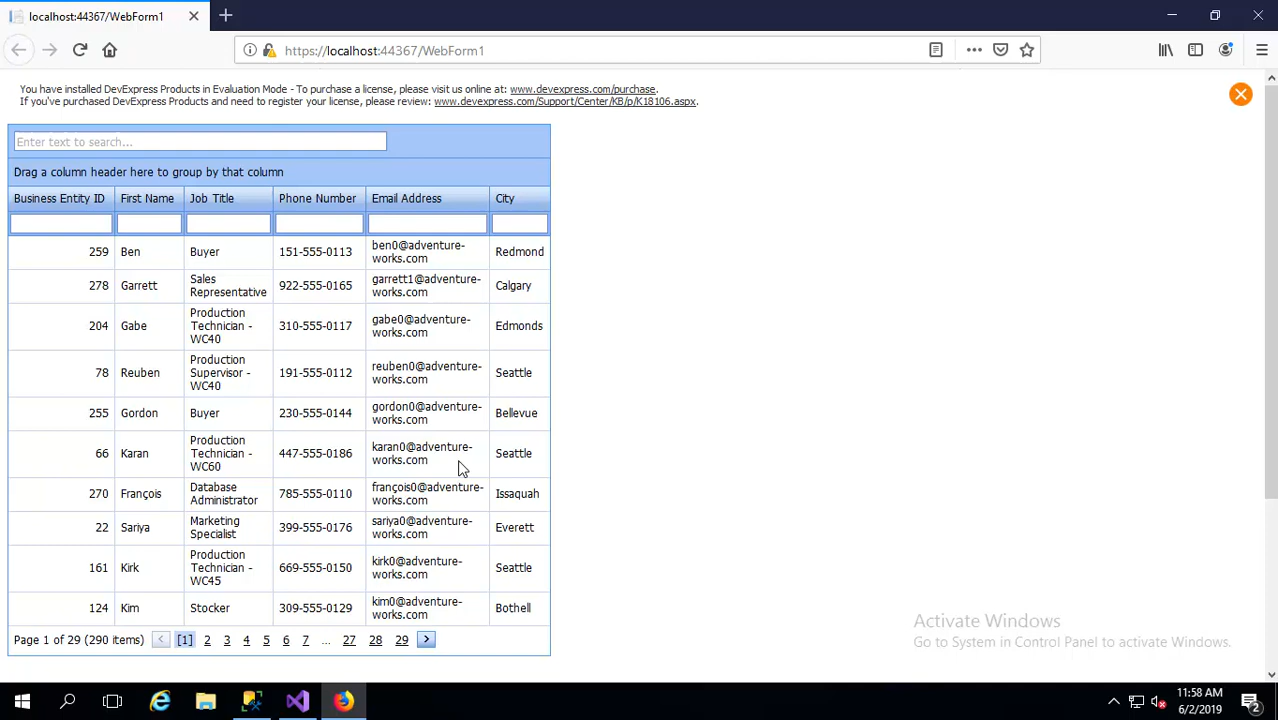 localhost:44367/WebForm1
https://localhost:44367/WebForm1
You have installed DevExpress Products in Evaluation Mode - To purchase a license, please visit us online at: www.devexpress.com/purchase.
If you've purchased DevExpress Products and need to register your license, please review: www.devexpress.com/Support/Center/KB/p/K18106.aspx.
Enter text to search...
Drag a column header here to group by that column
Business Entity ID First Name Job Title Phone Number Email Address City
259 Ben Buyer 151-555-0113 ben0@adventure-
works.com Redmond
278 Garrett Sales
Representative 922-555-0165 garrett1@adventure-
works.com Calgary
204 Gabe Production
Technician -
WC40 310-555-0117 gabe0@adventure-
works.com Edmonds
78 Reuben Production
Supervisor -
WC40 191-555-0112 reuben0@adventure-
works.com Seattle
255 Gordon Buyer 230-555-0144 gordon0@adventure-
works.com Bellevue
66 Karan Production
Technician -
WC60 447-555-0186 karan0@adventure-
works.com Seattle
270 François Database
Administrator 785-555-0110 françois0@adventure-
works.com Issaquah
22 Sariya Marketing
Specialist 399-555-0176 sariya0@adventure-
works.com Everett
161 Kirk Production
Technician -
WC45 669-555-0150 kirk0@adventure-
works.com Seattle
124 Kim Stocker 309-555-0129 kim0@adventure-
works.com Bothell
Page 1 of 29 (290 items) [1] 2 3 4 5 6 7 … 27 28 29
Activate Windows
Go to System in Control Panel to activate Windows.
11:58 AM
6/2/2019
2